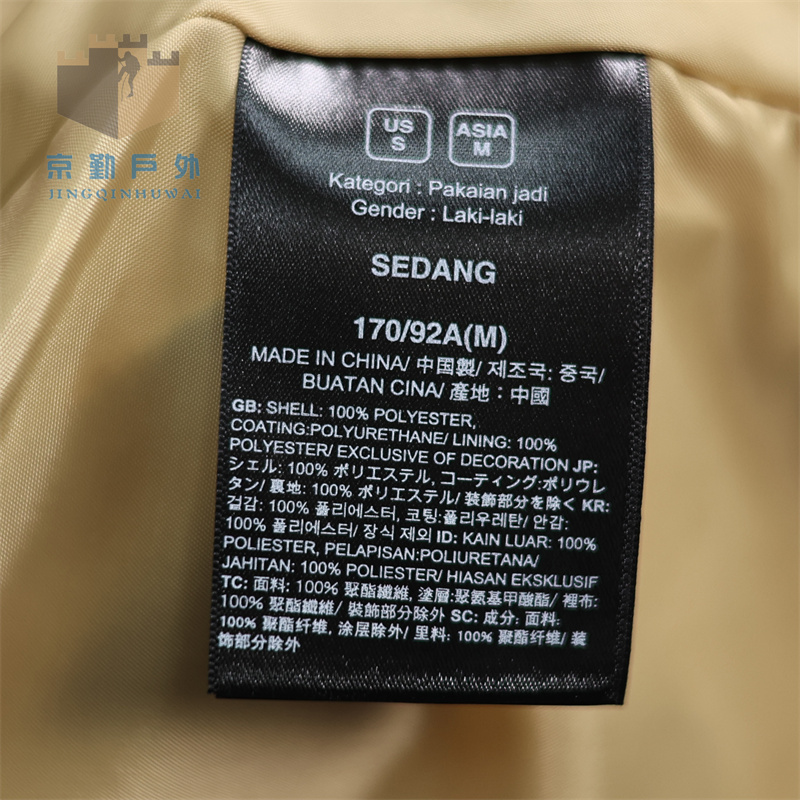 京勤戶外
JINGQINHUWAI
US
S
ASIA
M
Kategori : Pakaian jadi
Gender : Laki-laki
SEDANG
170/92A(M)
MADE IN CHINA/ 中国製/ 제조국: 중국/
BUATAN CINA/ 產地：中國
GB: SHELL: 100% POLYESTER,
COATING:POLYURETHANE/ LINING: 100%
POLYESTER/ EXCLUSIVE OF DECORATION JP:
シェル: 100% ポリエステル, コーティング:ポリウレ
タン/ 裏地: 100% ポリエステル/ 装飾部分を除く KR:
겉감: 100% 폴리에스터, 코팅:폴리우레탄/ 안감:
100% 폴리에스터/ 장식 제외 ID: KAIN LUAR: 100%
POLIESTER, PELAPISAN:POLIURETANA/
JAHITAN: 100% POLIESTER/ HIASAN EKSKLUSIF
TC: 面料: 100% 聚酯纖維, 塗層:聚氨基甲酸酯/ 裡布:
100% 聚酯纖維/ 裝飾部分除外 SC: 成分: 面料:
100% 聚酯纤维, 涂层除外/ 里料: 100% 聚酯纤维/ 装
饰部分除外